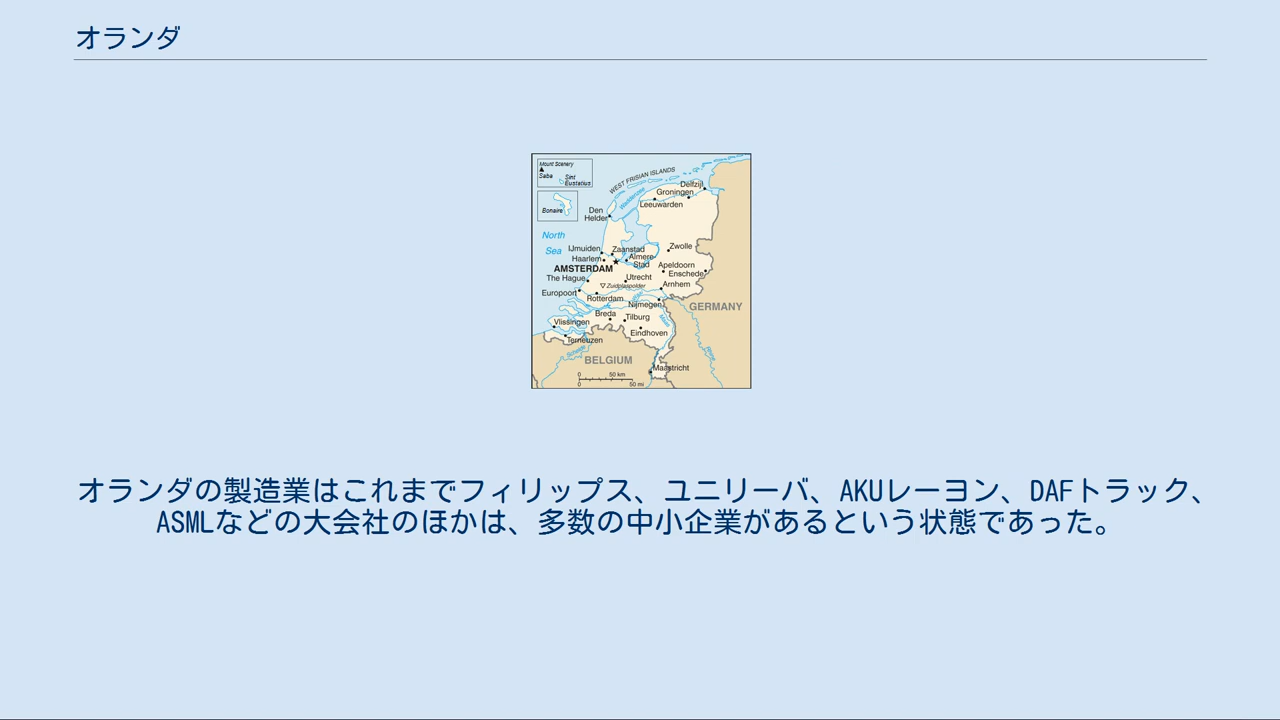 オランダ
Mount Scenery
Saba
Sint
Eustatius
Bonaire
WEST FRISIAN ISLANDS
Waddenzee
Delfzijl
Groningen
Leeuwarden
Den
Helder
North
Sea
IJmuiden
Zaanstad
Zwolle
Haarlem
Almere
Stad
Apeldoorn
AMSTERDAM
Enschede
The Hague
Utrecht
Zuidplaspolder
Arnhem
Europoort
Rotterdam
Nijmegen
GERMANY
Breda
Tilburg
Vlissingen
Eindhoven
Terneuzen
BELGIUM
Maastricht
0 50 km
0 50 mi
オランダの製造業はこれまでフィリップス、ユニリーバ、AKUレーヨン、DAFトラック、
ASMLなどの大会社のほかは、多数の中小企業があるという状態であった。